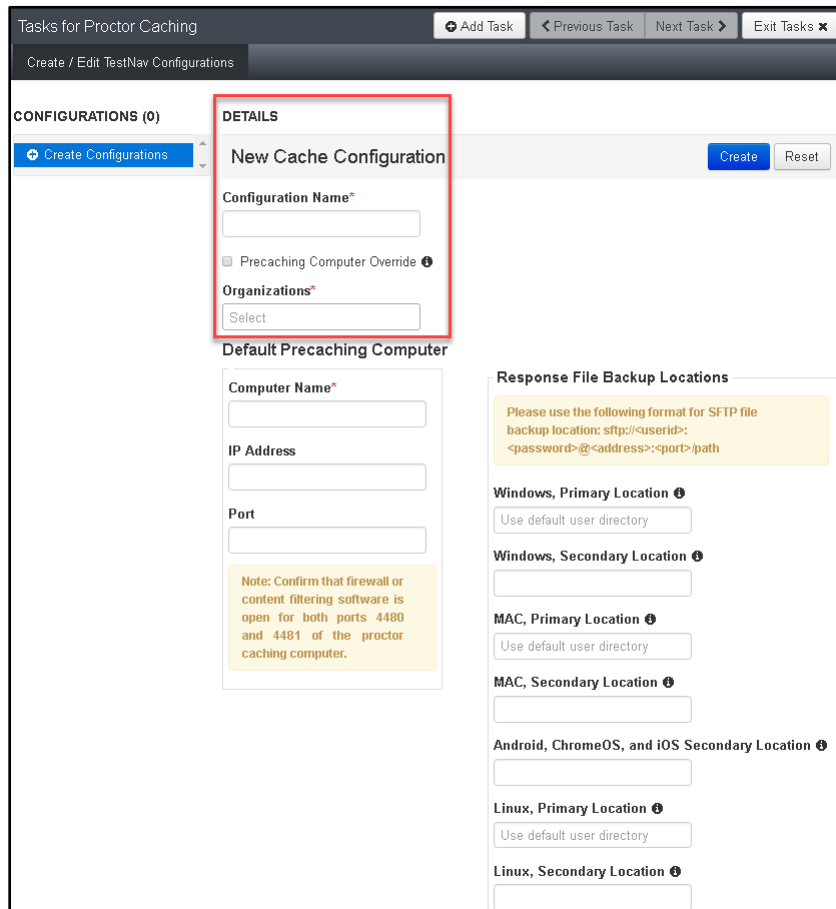 Tasks for Proctor Caching
Add Task
Previous Task
Next Task
Exit Tasks
Create / Edit TestNav Configurations
CONFIGURATIONS (0)
Create Configurations
DETAILS
New Cache Configuration
Create
Reset
Configuration Name*
Precaching Computer Override
Organizations*
Select
Default Precaching Computer
Computer Name*
IP Address
Port
Note: Confirm that firewall or
content filtering software is
open for both ports 4480
and 4481 of the proctor
caching computer.
Response File Backup Locations
Please use the following format for SFTP file
backup location: sftp://<userid>:
<password>@<address>:<port>/path
Windows, Primary Location
Use default user directory
Windows, Secondary Location
MAC, Primary Location
Use default user directory
MAC, Secondary Location
Android, ChromeOS, and iOS Secondary Location
Linux, Primary Location
Use default user directory
Linux, Secondary Location